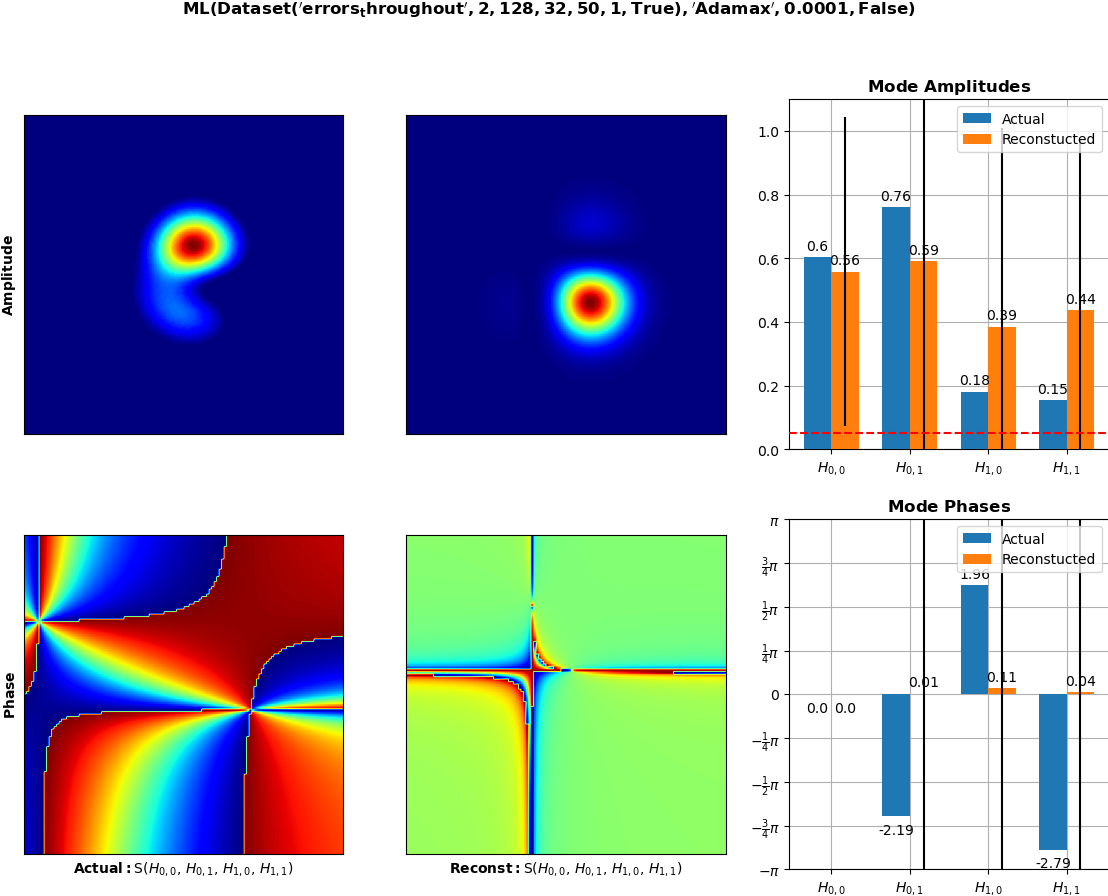 ML(Dataset('errors_throughout', 2, 128, 32, 50, 1, True), 'Adamax', 0.0001, False)
Amplitude
Mode Amplitudes
Actual
Reconstucted
1.0
0.8
0.6
0.4
0.2
0.0
0.6
0.56
0.76
0.59
0.18
0.39
0.15
0.44
H0,0
H0,1
H1,0
H1,1
Phase
Actual: S(H0,0, H0,1, H1,0, H1,1)
Reconst: S(H0,0, H0,1, H1,0, H1,1)
Mode Phases
Actual
Reconstucted
π
3/4π
1/2π
1/4π
0
−1/4π
−1/2π
−3/4π
−π
0.0
0.0
-2.19
0.01
1.96
0.11
-2.79
0.04
H0,0
H0,1
H1,0
H1,1